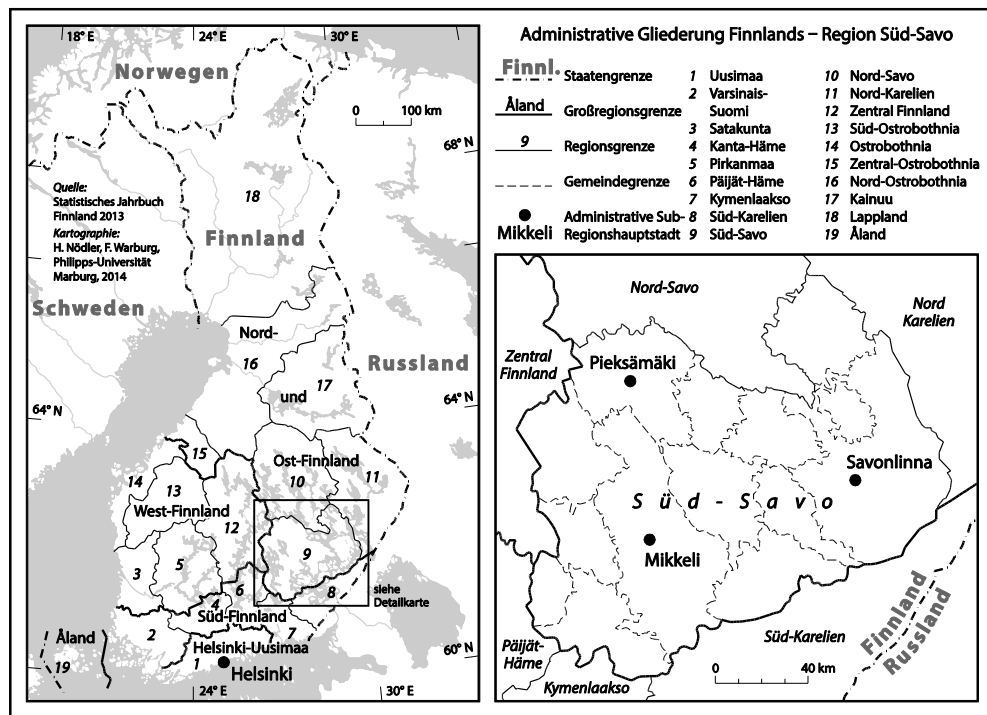 18° E
24° E
30° E
Norwegen
0
100 km
68° N
18
Quelle:
Statistisches Jahrbuch
Finnland 2013
Kartographie:
H. Nödler, F. Warburg,
Philipps-Universität
Marburg, 2014
Finnland
Schweden
Nord-
16
Russland
17
und
64° N
64° N
15
Ost-Finnland
14
10
11
13
West-Finnland
12
9
5
3
6
8
siehe
Detailkarte
4
Süd-Finnland
2
7
Åland
Helsinki-Uusimaa
60° N
19
1
Helsinki
24° E
30° E
Administrative Gliederung Finnlands – Region Süd-Savo
Finnl.
Staatengrenze
Åland
Großregionsgrenze
9
Regionsgrenze
Gemeindegrenze
Mikkeli
Administrative Sub-
Regionshauptstadt
1 Uusimaa
2 Varsinais-
Suomi
3 Satakunta
4 Kanta-Häme
5 Pirkanmaa
6 Päijät-Häme
7 Kymenlaakso
8 Süd-Karelien
9 Süd-Savo
10 Nord-Savo
11 Nord-Karelien
12 Zentral Finnland
13 Süd-Ostrobothnia
14 Ostrobothnia
15 Zentral-Ostrobothnia
16 Nord-Ostrobothnia
17 Kainuu
18 Lappland
19 Åland
Nord-Savo
Nord
Karelien
Zentral
Finnland
Pieksämäki
Savonlinna
Süd-Savo
Mikkeli
Finnland
Russland
Süd-Karelien
Päijät-
Häme
0
40 km
Kymenlaakso